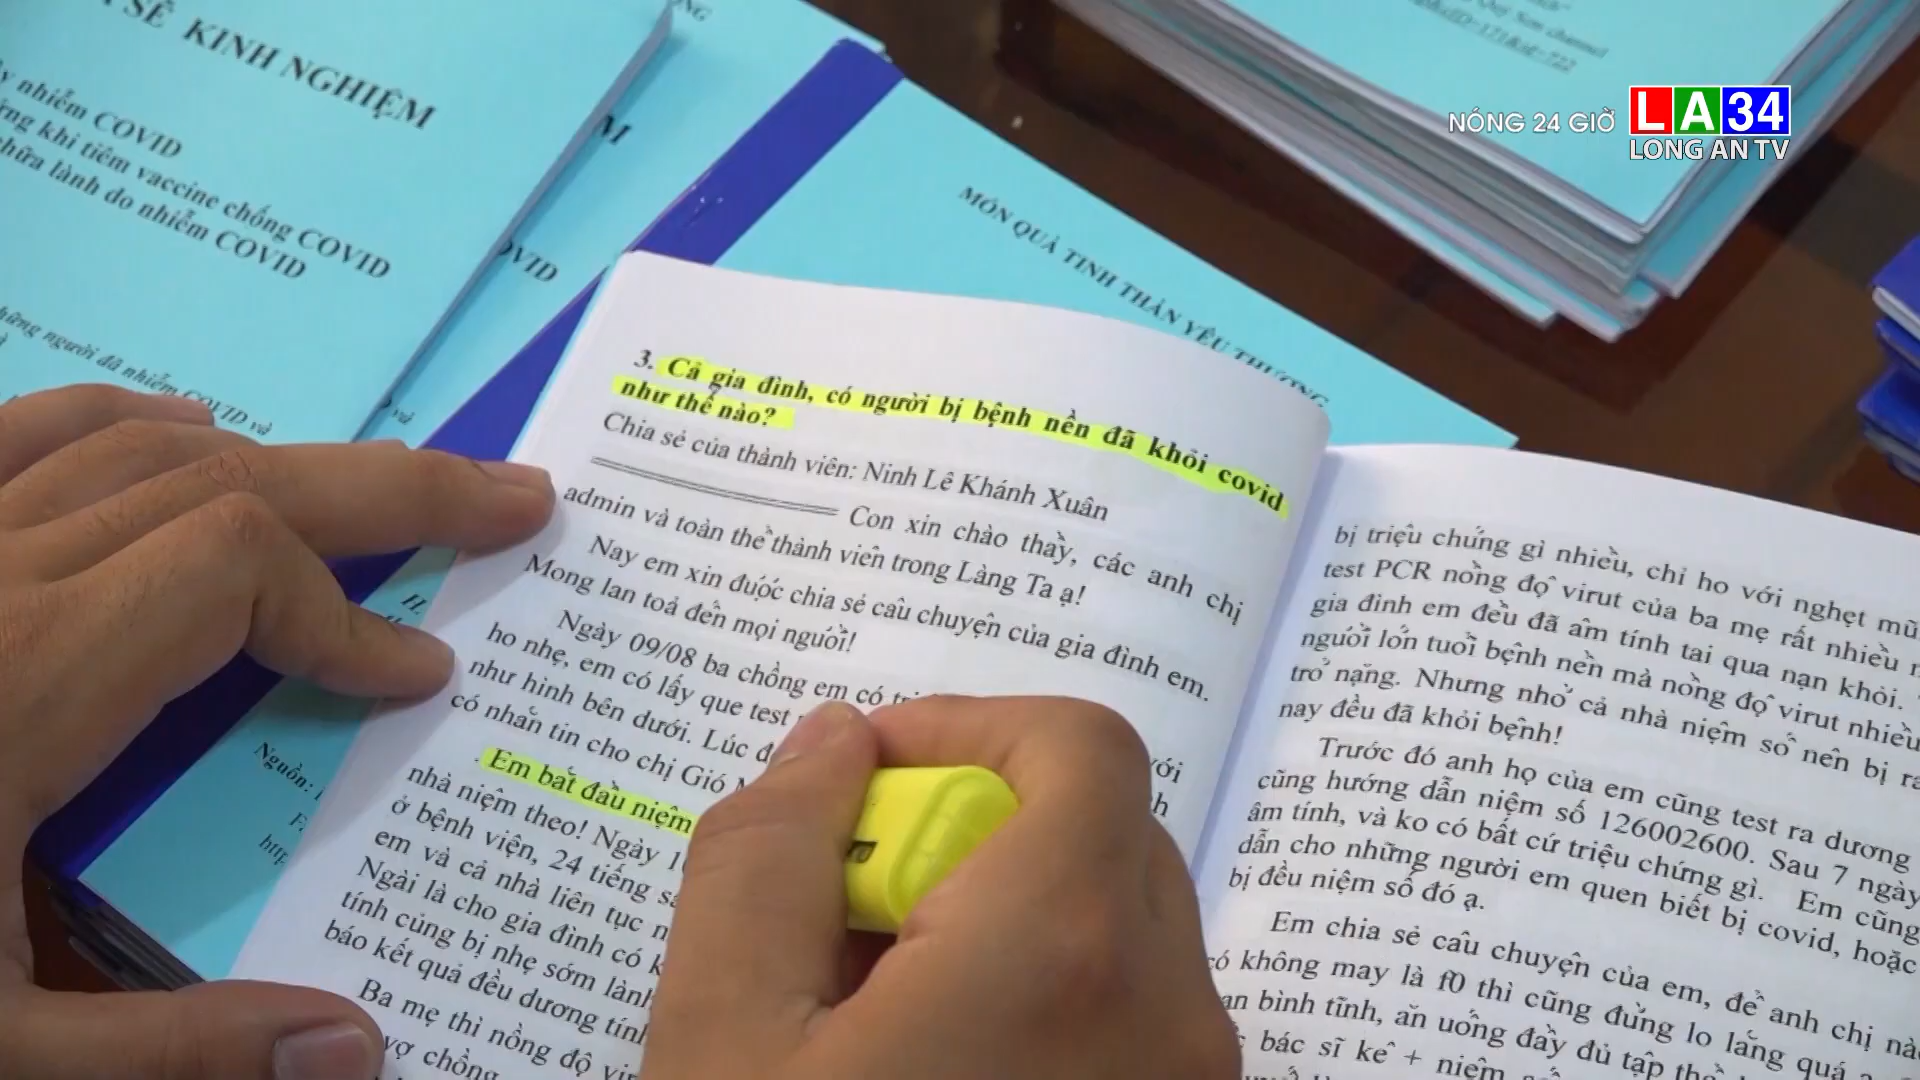 SẺ KINH NGHIỆM
nhiễm COVID
ứng khi tiêm vaccine chống COVID
chữa lành do nhiễm COVID
những người đã nhiễm COVID và
NG
M
OVID
và
MÓN QUÀ TINH THẦN YÊU THƯƠNG
H.
Nguồn:
NÓNG 24 GIỜ
LA34
LONG AN TV
3. Cả gia đình, có người bị bệnh nền đã khỏi covid
như thế nào?
Chia sẻ của thành viên: Ninh Lê Khánh Xuân
Con xin chào thầy, các anh chị
admin và toàn thể thành viên trong Làng Ta ạ!
Nay em xin được chia sẻ câu chuyện của gia đình em.
Mong lan toả đến mọi người!
Ngày 09/08 ba chồng em có
ho nhẹ, em có lấy que test
như hình bên dưới. Lúc
với
có nhắn tin cho chị Gió
. Em bắt đầu niệm
nhà niệm theo! Ngày
ở bệnh viện, 24 tiếng
em và cả nhà liên tục
Ngài là cho gia đình có
tính củng bị nhẹ sớm lành
báo kết quả đều dương tính
Ba mẹ thì nồng độ
vợ chồng
bị triệu chứng gì nhiều, chỉ ho với nghẹt
test PCR nồng độ virut của ba mẹ rất nhiều
gia đình em đều đã âm tính tai qua nạn khỏi.
người lớn tuổi bệnh nền mà nồng độ virut nhiều
trở nặng. Nhưng nhờ cả nhà niệm số nên bị
nay đều đã khỏi bệnh!
Trước đó anh họ của em cũng test ra dương
cũng hướng dẫn niệm số 126002600. Sau 7 ngày
âm tính, và ko có bất cứ triệu chứng gì. Em cũng
dẫn cho những người em quen biết bị covid, hoặc
bị đều niệm số đó ạ.
Em chia sẻ câu chuyện của em, để anh chị
có không may là f0 thì cũng đừng lo lắng quá
bình tĩnh, ăn uống đầy đủ tập
bác sĩ kê + niệm